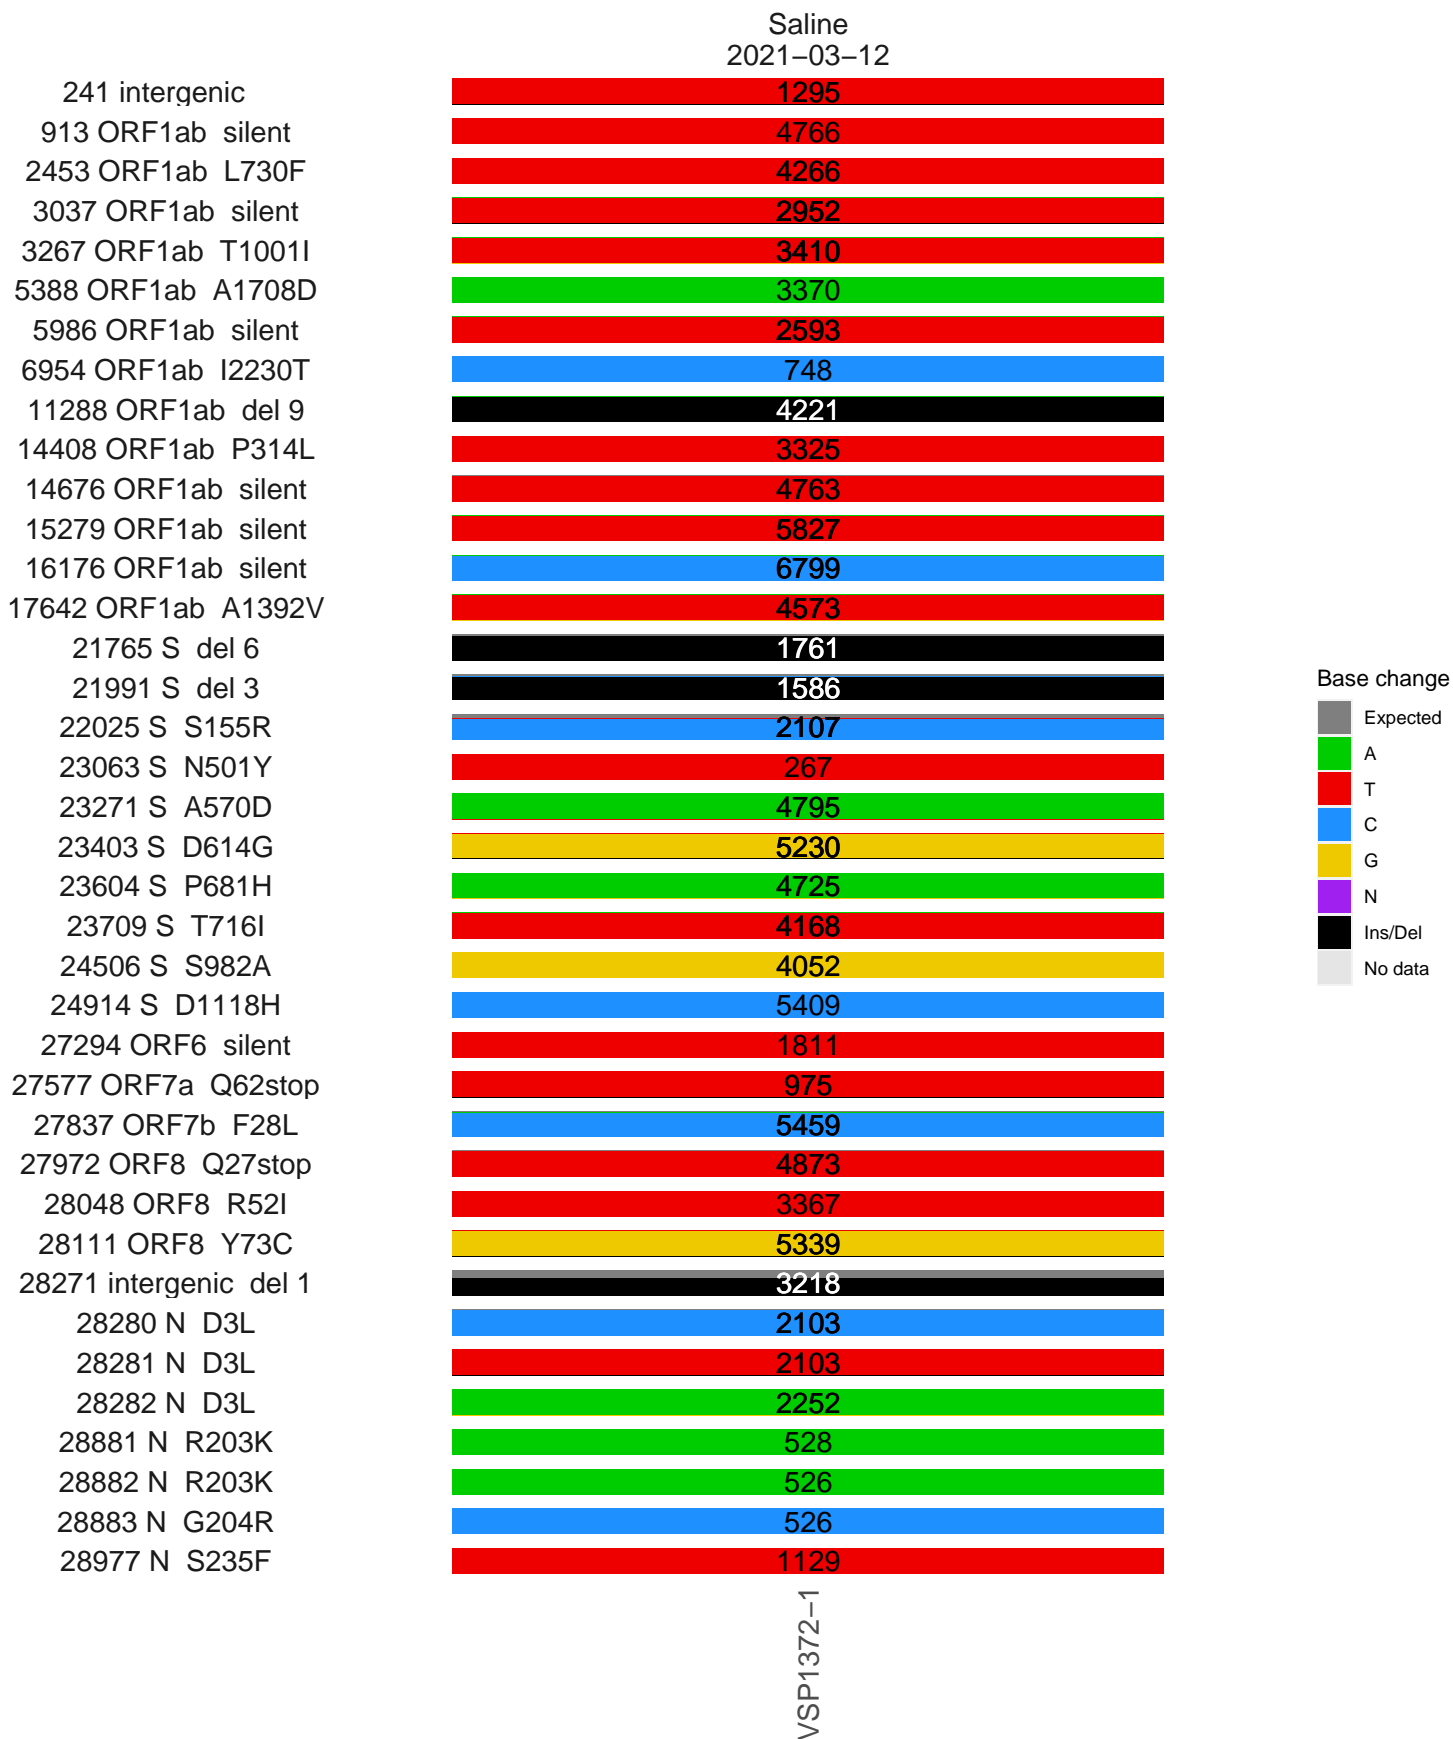 Saline
2021−03−12
241 intergenic 1295
913 ORF1ab silent 4766
2453 ORF1ab L730F 4266
3037 ORF1ab silent 2952
3267 ORF1ab T1001I 3410
5388 ORF1ab A1708D 3370
5986 ORF1ab silent 2593
6954 ORF1ab I2230T 748
11288 ORF1ab del 9 4221
14408 ORF1ab P314L 3325
14676 ORF1ab silent 4763
15279 ORF1ab silent 5827
16176 ORF1ab silent 6799
17642 ORF1ab A1392V 4573
21765 S del 6 1761
21991 S del 3 1586
22025 S S155R 2107
23063 S N501Y 267
23271 S A570D 4795
23403 S D614G 5230
23604 S P681H 4725
23709 S T716I 4168
24506 S S982A 4052
24914 S D1118H 5409
27294 ORF6 silent 1811
27577 ORF7a Q62stop 975
27837 ORF7b F28L 5459
27972 ORF8 Q27stop 4873
28048 ORF8 R52I 3367
28111 ORF8 Y73C 5339
28271 intergenic del 1 3218
28280 N D3L 2103
28281 N D3L 2103
28282 N D3L 2252
28881 N R203K 528
28882 N R203K 526
28883 N G204R 526
28977 N S235F 1129
VSP1372−1
Base change
Expected
A
T
C
G
N
Ins/Del
No data